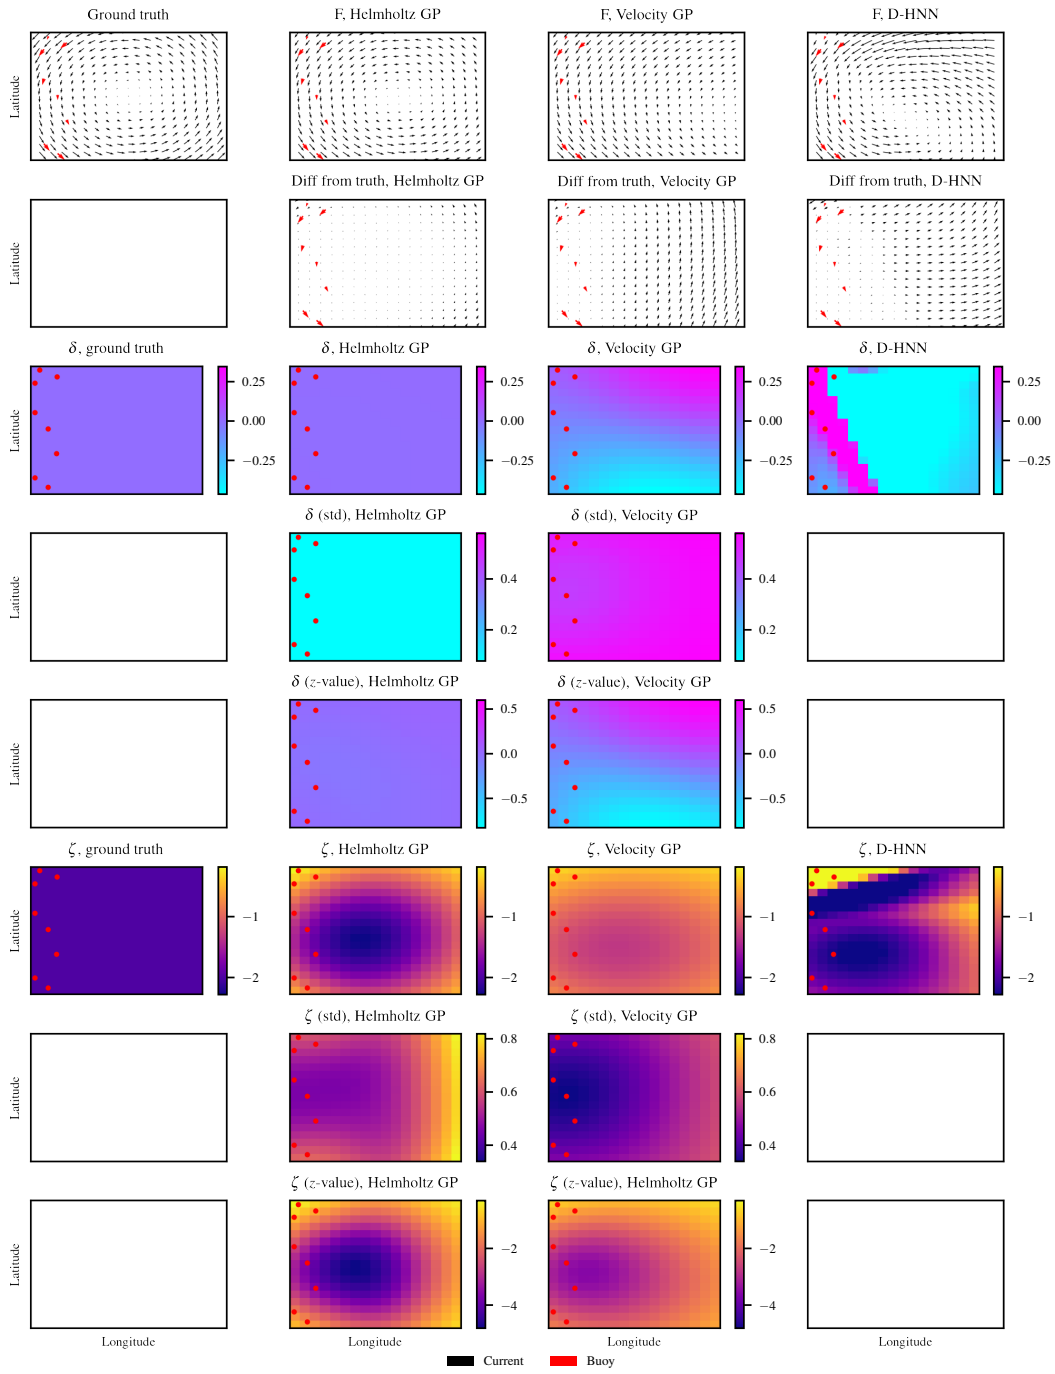 Ground truth
F, Helmholtz GP
F, Velocity GP
F, D-HNN
Latitude
Diff from truth, Helmholtz GP
Diff from truth, Velocity GP
Diff from truth, D-HNN
Latitude
δ, ground truth
δ, Helmholtz GP
δ, Velocity GP
δ, D-HNN
Latitude
0.25
0.00
−0.25
0.25
0.00
−0.25
0.25
0.00
−0.25
0.25
0.00
−0.25
δ (std), Helmholtz GP
δ (std), Velocity GP
Latitude
0.4
0.2
0.4
0.2
δ (z-value), Helmholtz GP
δ (z-value), Velocity GP
Latitude
0.5
0.0
−0.5
0.5
0.0
−0.5
ζ, ground truth
ζ, Helmholtz GP
ζ, Velocity GP
ζ, D-HNN
Latitude
−1
−2
−1
−2
−1
−2
−1
−2
ζ (std), Helmholtz GP
ζ (std), Velocity GP
Latitude
0.8
0.6
0.4
0.8
0.6
0.4
ζ (z-value), Helmholtz GP
ζ (z-value), Helmholtz GP
Latitude
−2
−4
−2
−4
Longitude
Longitude
Longitude
Current
Buoy